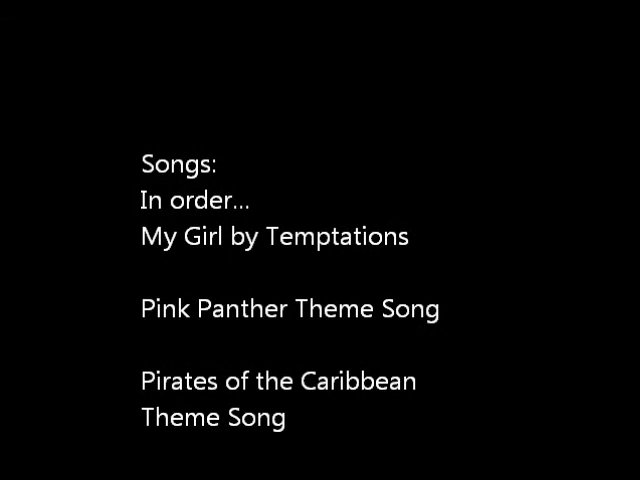 Songs:
In order...
My Girl by Temptations
Pink Panther Theme Song
Pirates of the Caribbean
Theme Song